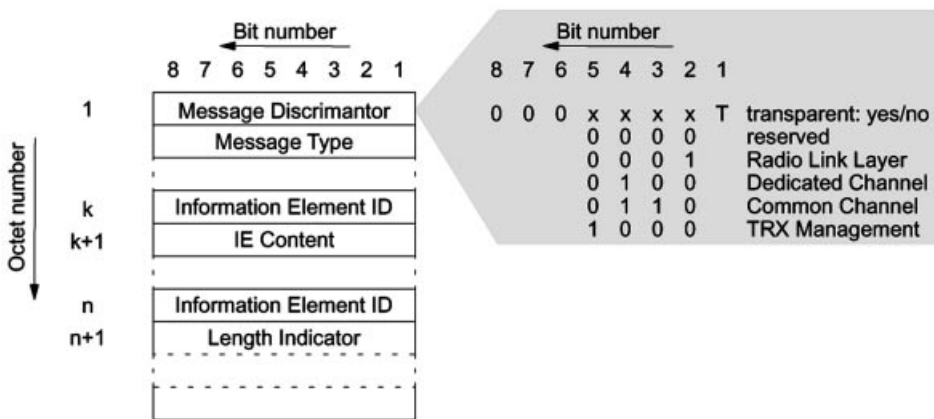 Bit number
8 7 6 5 4 3 2 1
1 Message Discrimantor
Message Type
k Information Element ID
k+1 IE Content
n Information Element ID
n+1 Length Indicator
Octet number
Bit number
8 7 6 5 4 3 2 1
0 0 0 x x x x T transparent: yes/no
0 0 0 0 reserved
0 0 0 1 Radio Link Layer
0 1 0 0 Dedicated Channel
0 1 1 0 Common Channel
1 0 0 0 TRX Management